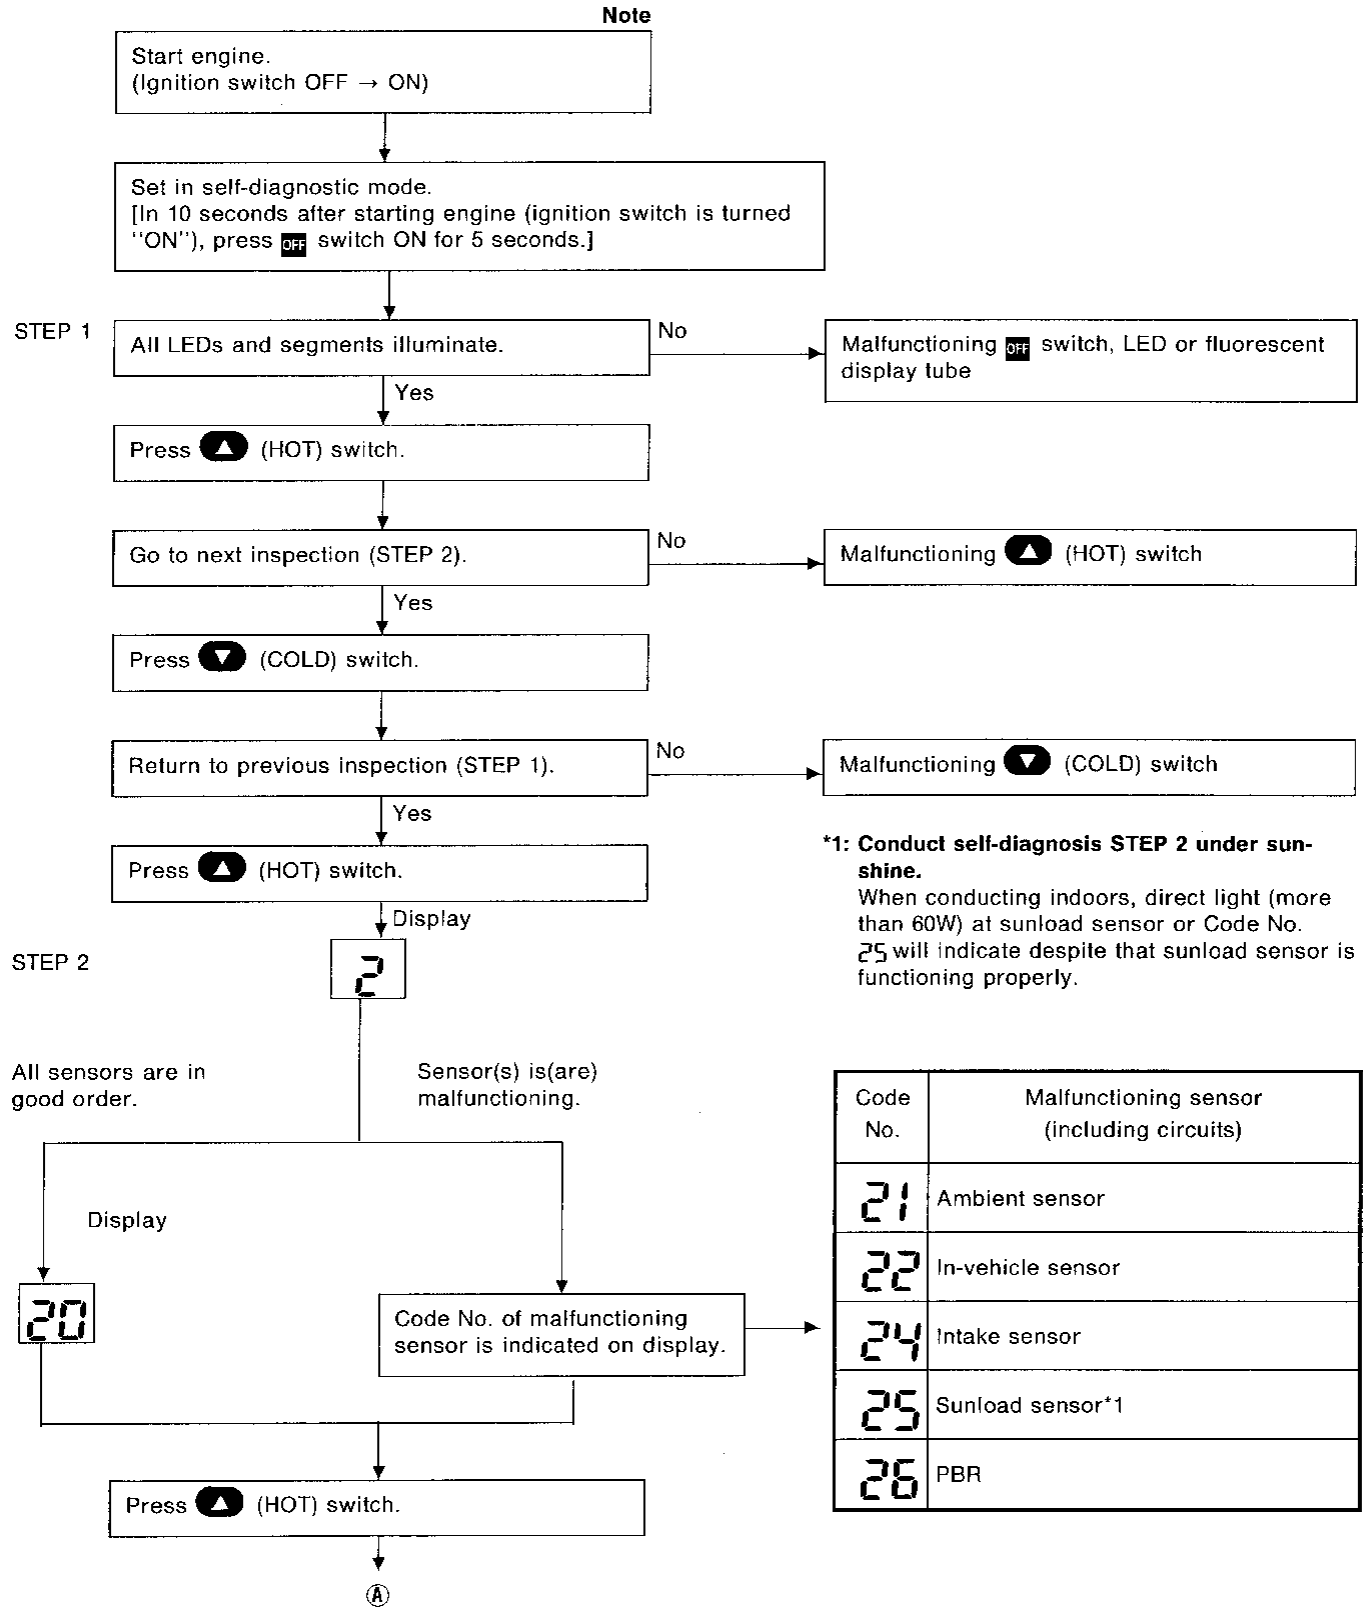 Note
Start engine.
(Ignition switch OFF → ON)
Set in self-diagnostic mode.
[In 10 seconds after starting engine (ignition switch is turned
"ON"), press OFF switch ON for 5 seconds.]
STEP 1
All LEDs and segments illuminate.
No
Malfunctioning OFF switch, LED or fluorescent
display tube
Yes
Press ▲ (HOT) switch.
Go to next inspection (STEP 2).
No
Malfunctioning ▲ (HOT) switch
Yes
Press ▼ (COLD) switch.
Return to previous inspection (STEP 1).
No
Malfunctioning ▼ (COLD) switch
Yes
Press ▲ (HOT) switch.
*1: Conduct self-diagnosis STEP 2 under sun-
shine.
When conducting indoors, direct light (more
than 60W) at sunload sensor or Code No.
25 will indicate despite that sunload sensor is
functioning properly.
Display
STEP 2
2
All sensors are in
good order.
Sensor(s) is(are)
malfunctioning.
Display
20
Code No. of malfunctioning
sensor is indicated on display.
Code
No.
Malfunctioning sensor
(including circuits)
21 Ambient sensor
22 In-vehicle sensor
24 Intake sensor
25 Sunload sensor*1
26 PBR
Press ▲ (HOT) switch.
Ⓐ